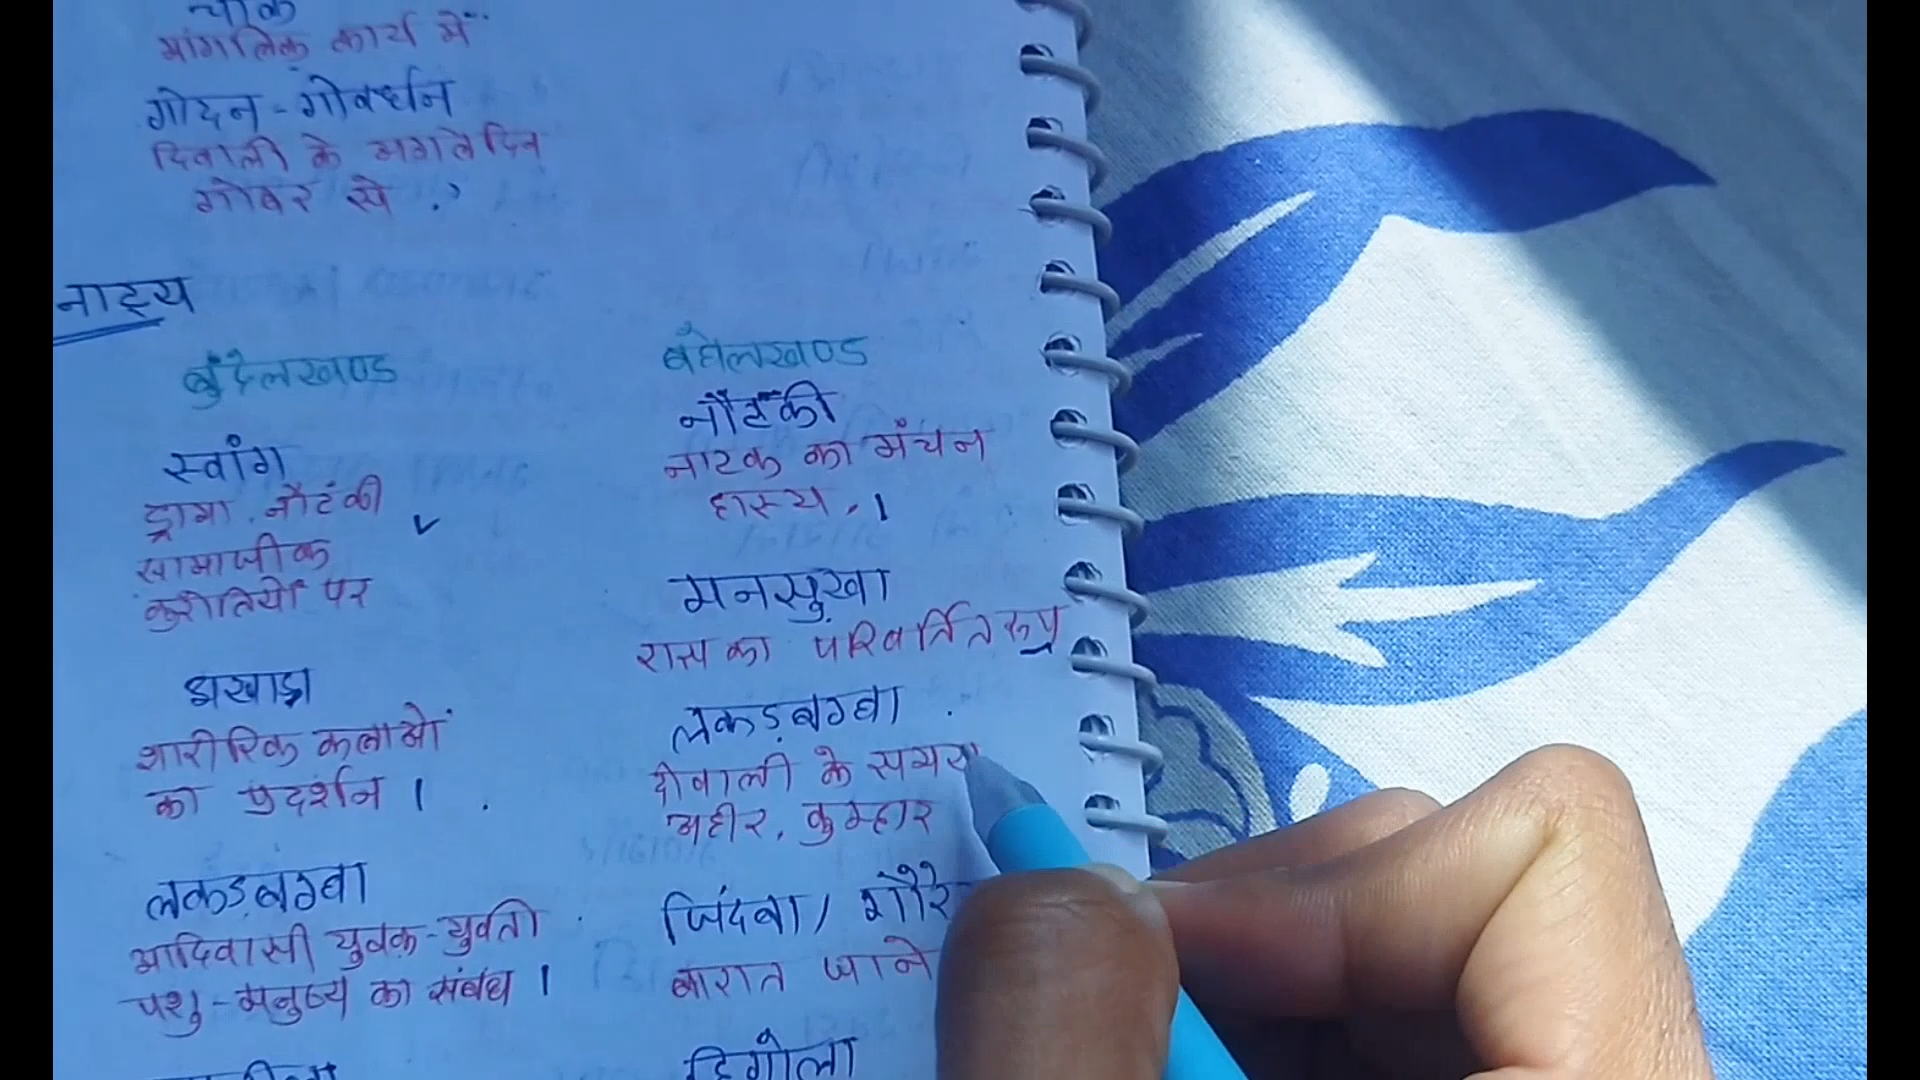 चौक
मांगलिक कार्य में
गोदन-गोवर्धन
दिवाली के अगले दिन
गोबर से .
नाट्य
बुंदेलखण्ड
स्वांग
ड्रामा, नौटंकी
सामाजीक
कुरीतियों पर
अखाड़ा
शारीरिक कलाओं
का प्रदर्शन ।
लकड़बग्घा
आदिवासी युवक-युवती
पशु-मनुष्य का संबंध ।
बघेलखण्ड
नौटंकी
नाटक का मंचन
हास्य, ।
मनसुखा
रास का परिवर्तित रूप
लकड़बग्घा
दीवाली के समय
अहीर, कुम्हार
जिंदबा/
बारात जाने
हिंगोला